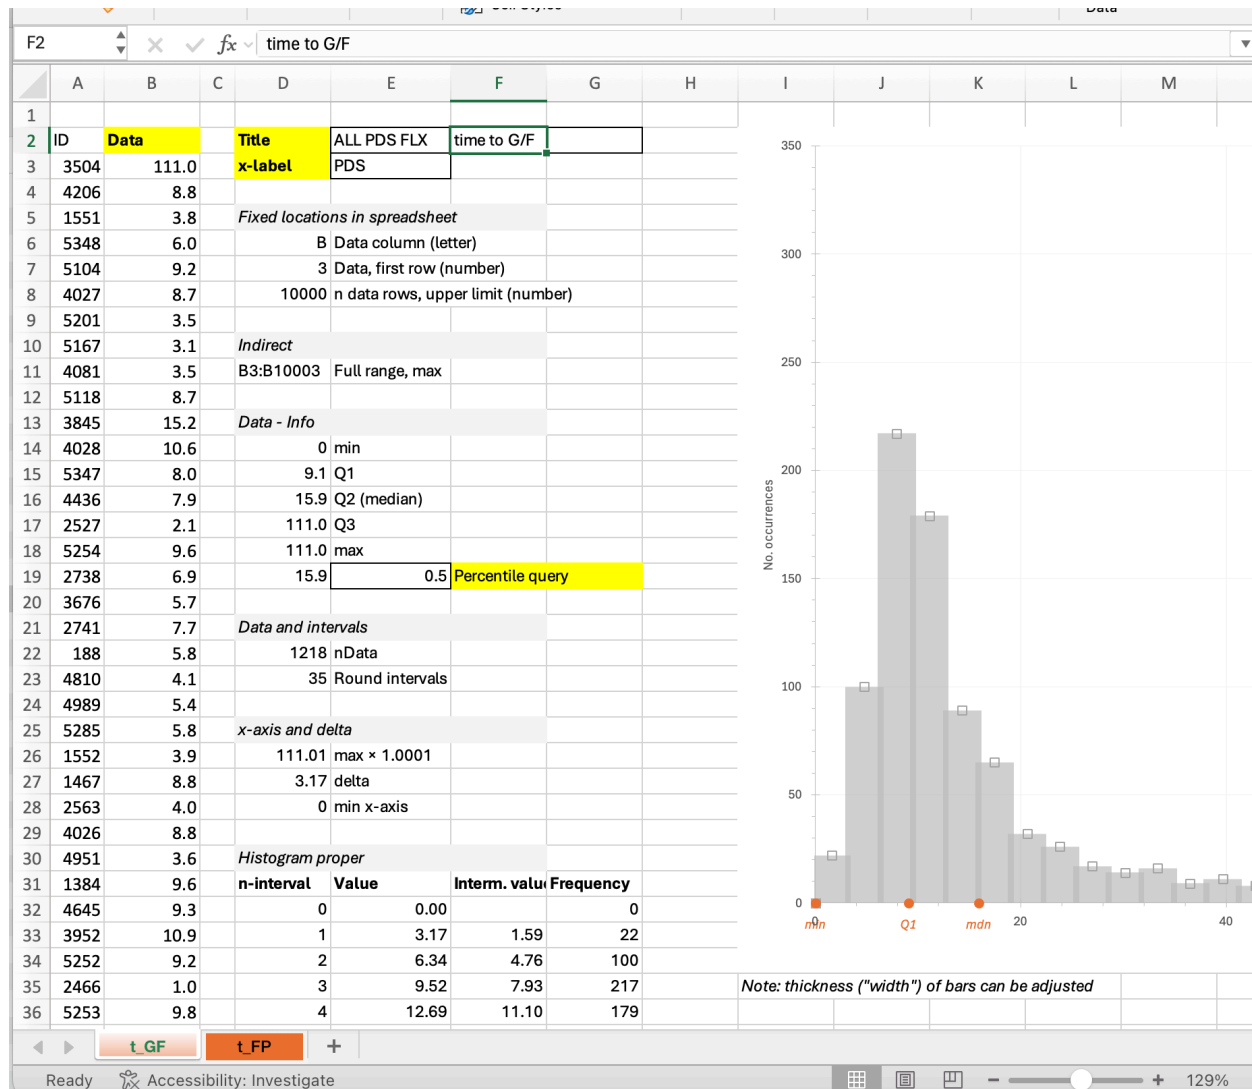 Data
F2 fx time to G/F
A B C D E F G H I J K L M
1
2 ID Data Title ALL PDS FLX time to G/F
3 3504 111.0 x-label PDS
4 4206 8.8
5 1551 3.8 Fixed locations in spreadsheet
6 5348 6.0 B Data column (letter)
7 5104 9.2 3 Data, first row (number)
8 4027 8.7 10000 n data rows, upper limit (number)
9 5201 3.5
10 5167 3.1 Indirect
11 4081 3.5 B3:B10003 Full range, max
12 5118 8.7
13 3845 15.2 Data - Info
14 4028 10.6 0 min
15 5347 8.0 9.1 Q1
16 4436 7.9 15.9 Q2 (median)
17 2527 2.1 111.0 Q3
18 5254 9.6 111.0 max
19 2738 6.9 15.9 0.5 Percentile query
20 3676 5.7
21 2741 7.7 Data and intervals
22 188 5.8 1218 nData
23 4810 4.1 35 Round intervals
24 4989 5.4
25 5285 5.8 x-axis and delta
26 1552 3.9 111.01 max × 1.0001
27 1467 8.8 3.17 delta
28 2563 4.0 0 min x-axis
29 4026 8.8
30 4951 3.6 Histogram proper
31 1384 9.6 n-interval Value Interm. valu Frequency
32 4645 9.3 0 0.00 0
33 3952 10.9 1 3.17 1.59 22
34 5252 9.2 2 6.34 4.76 100
35 2466 1.0 3 9.52 7.93 217
36 5253 9.8 4 12.69 11.10 179
350
300
250
200
150
100
50
0
No. occurrences
0 20 40
min Q1 mdn
Note: thickness ("width") of bars can be adjusted
t_GF t_FP +
Ready Accessibility: Investigate 129%